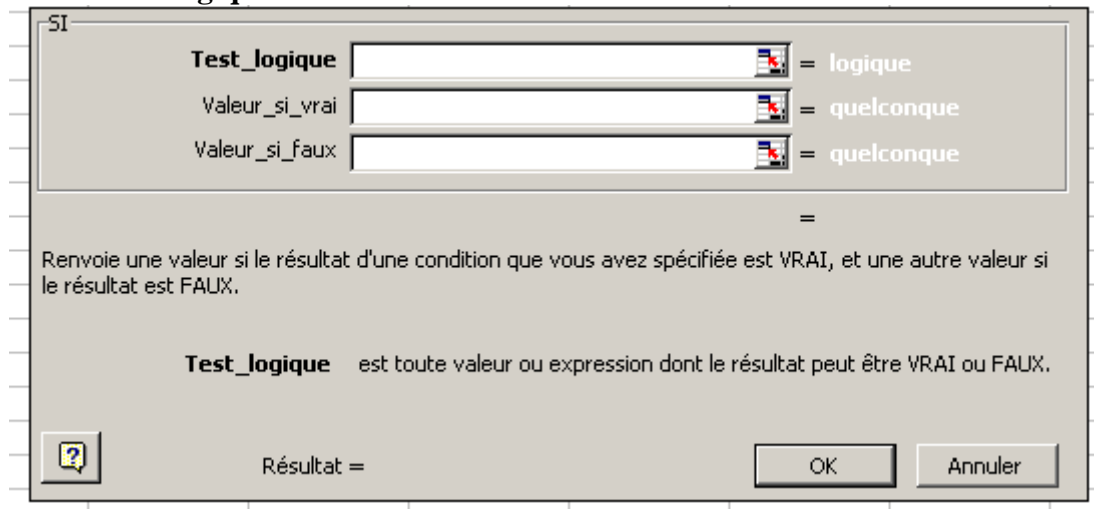 SI
Test_logique = logique
Valeur_si_vrai = quelconque
Valeur_si_faux = quelconque
=
Renvoie une valeur si le résultat d'une condition que vous avez spécifiée est VRAI, et une autre valeur si
le résultat est FAUX.
Test_logique est toute valeur ou expression dont le résultat peut être VRAI ou FAUX.
? Résultat = OK Annuler